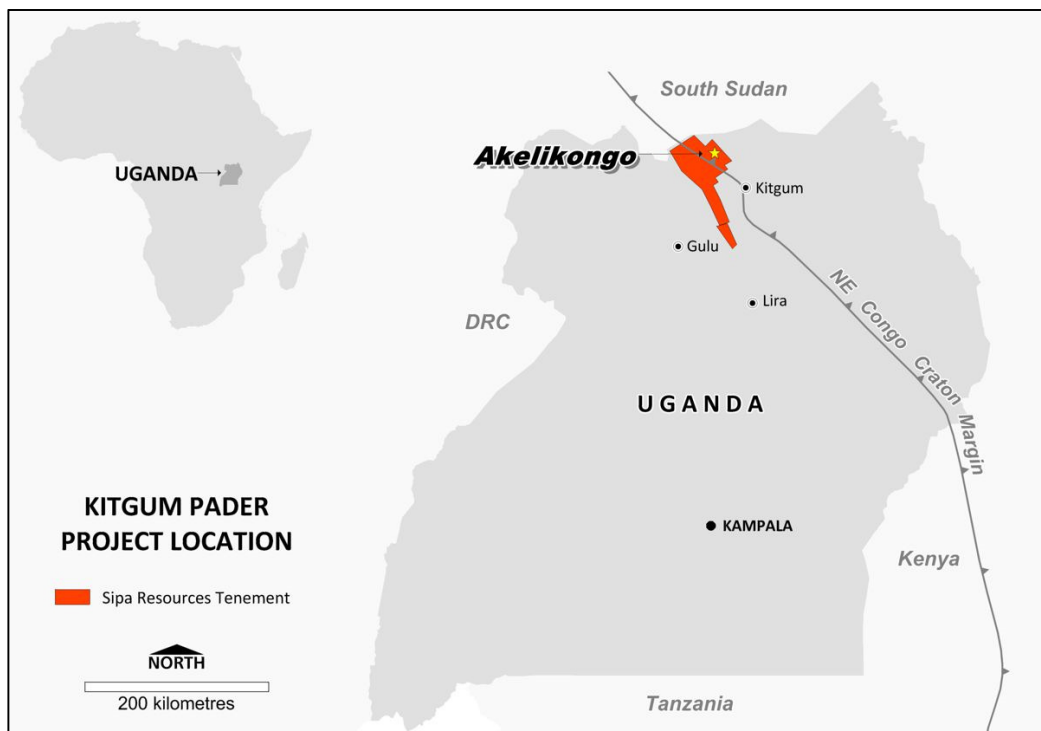 South Sudan
Akelikongo
UGANDA
Kitgum
Gulu
Lira
DRC
NE Congo Craton Margin
UGANDA
KITGUM PADER
PROJECT LOCATION
KAMPALA
Kenya
Sipa Resources Tenement
NORTH
200 kilometres
Tanzania